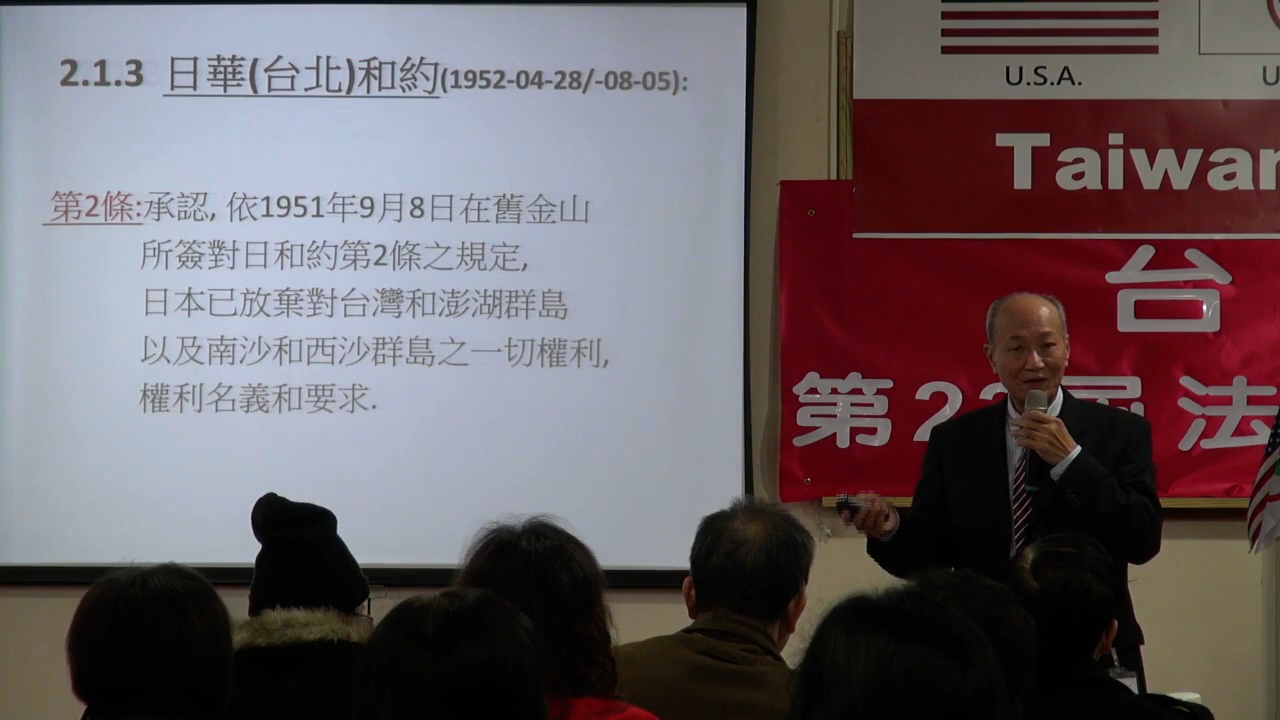 2.1.3 日華(台北)和約(1952-04-28/-08-05):
第2條:承認, 依1951年9月8日在舊金山
所簽對日和約第2條之規定,
日本已放棄對台灣和澎湖群島
以及南沙和西沙群島之一切權利,
權利名義和要求.
U.S.A.
U
Taiwan
台
第2 屆 法